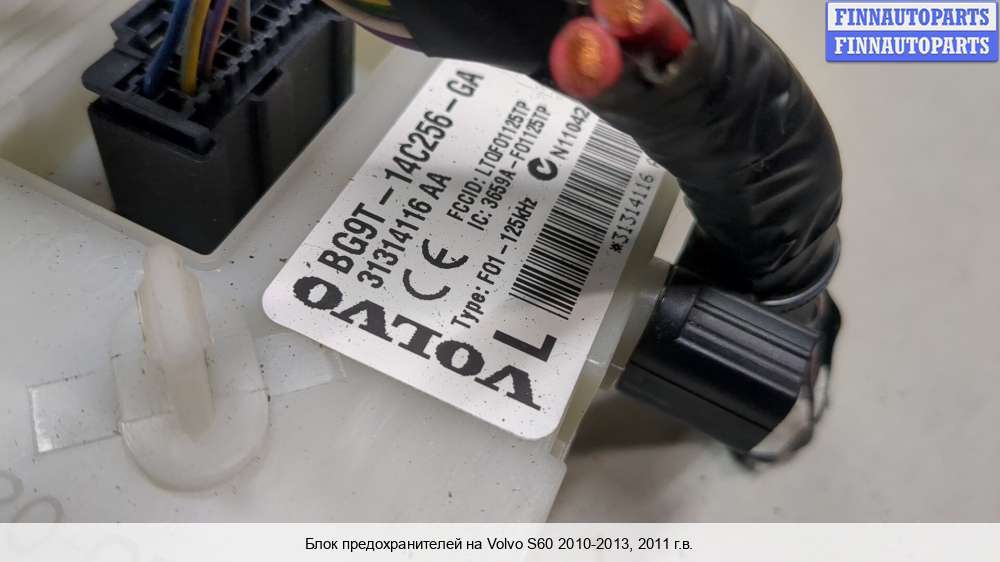 FINNAUTOPARTS
FINNAUTOPARTS
BG9T-14C256-GA
31314116 AA
FCCID: LTQF01125TP
IC: 3659A-F01125TP
CE
Type: F01-125kHz
N11042
VOLVO
L
*31314116
Блок предохранителей на Volvo S60 2010-2013, 2011 г.в.